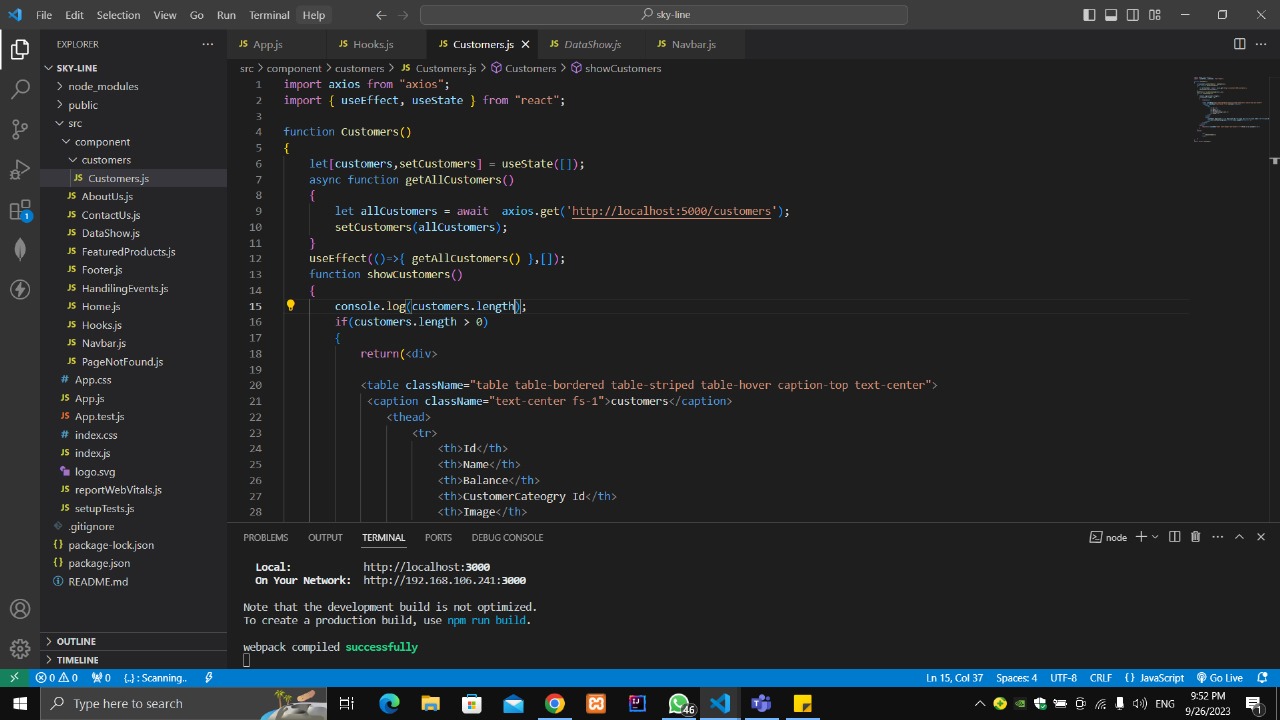 File Edit Selection View Go Run Terminal Help
sky-line
EXPLORER
App.js
Hooks.js
Customers.js
DataShow.js
Navbar.js
SKY-LINE
src > component > customers > Customers.js > Customers > showCustomers
node_modules
public
src
component
customers
Customers.js
AboutUs.js
ContactUs.js
DataShow.js
FeaturedProducts.js
Footer.js
HandilingEvents.js
Home.js
Hooks.js
Navbar.js
PageNotFound.js
App.css
App.js
App.test.js
index.css
index.js
logo.svg
reportWebVitals.js
setupTests.js
.gitignore
package-lock.json
package.json
README.md
OUTLINE
TIMELINE
1 import axios from "axios";
2 import { useEffect, useState } from "react";
3
4 function Customers()
5 {
6 let[customers,setCustomers] = useState([]);
7 async function getAllCustomers()
8 {
9 let allCustomers = await  axios.get('http://localhost:5000/customers');
10 setCustomers(allCustomers);
11 }
12 useEffect(()=>{ getAllCustomers() },[]);
13 function showCustomers()
14 {
15 console.log(customers.length);
16 if(customers.length > 0)
17 {
18 return(<div>
19
20 <table className="table table-bordered table-striped table-hover caption-top text-center">
21 <caption className="text-center fs-1">customers</caption>
22 <thead>
23 <tr>
24 <th>Id</th>
25 <th>Name</th>
26 <th>Balance</th>
27 <th>CustomerCateogry Id</th>
28 <th>Image</th>
PROBLEMS OUTPUT TERMINAL PORTS DEBUG CONSOLE
node
Local: http://localhost:3000
On Your Network: http://192.168.106.241:3000
Note that the development build is not optimized.
To create a production build, use npm run build.
webpack compiled successfully
0 0 0 {..} : Scanning.. Ln 15, Col 37 Spaces: 4 UTF-8 CRLF {} JavaScript Go Live
Type here to search
46
ENG
9:52 PM
9/26/2023
1
1